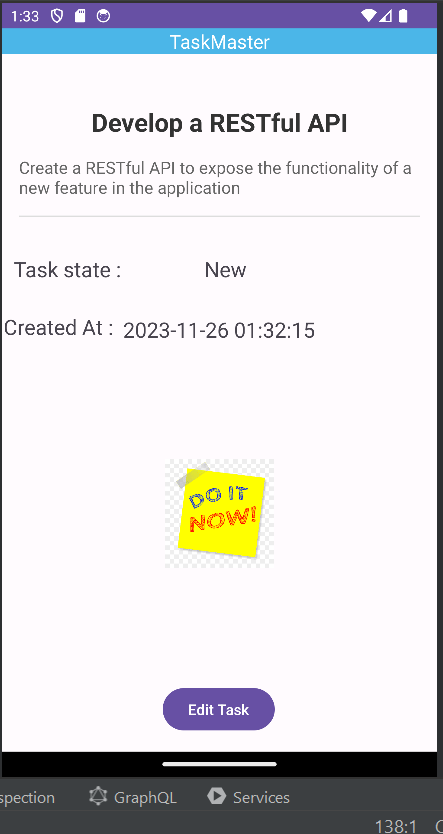 1:33
TaskMaster
Develop a RESTful API
Create a RESTful API to expose the functionality of a
new feature in the application
Task state : New
Created At : 2023-11-26 01:32:15
DO IT
NOW!
Edit Task
spection GraphQL Services
138:1